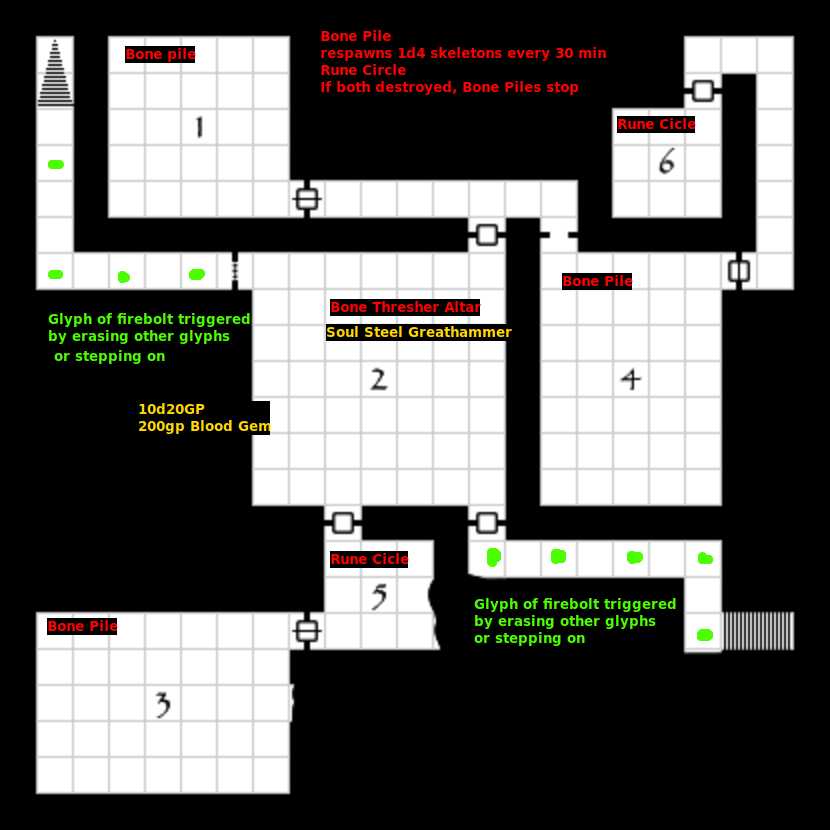 Bone Pile
respawns 1d4 skeletons every 30 min
Rune Circle
If both destroyed, Bone Piles stop
Bone pile
1
Rune Cicle
6
Bone Pile
4
Bone Thresher Altar
Soul Steel Greathammer
2
Glyph of firebolt triggered
by erasing other glyphs
or stepping on
10d20GP
200gp Blood Gem
Rune Cicle
5
Glyph of firebolt triggered
by erasing other glyphs
or stepping on
Bone Pile
3